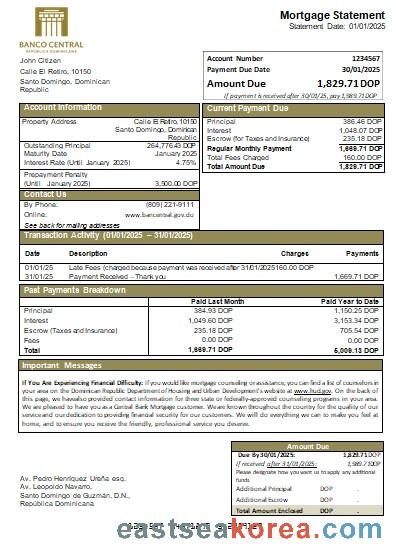 Mortgage Statement
Statement Date: 01/01/2025
BANCO CENTRAL
REPUBLICA DOMINICANA
John Citizen
Calle El Retiro, 10150
Santo Domingo, Dominican
Republic
Account Number 1234567
Payment Due Date 30/01/2025
Amount Due 1,829.71 DOP
If payment is received after 30/01/25, pay 1,989.71DOP
Account Information
Property Address Calle El Retiro, 10150
Santo Domingo, Dominican
Republic
Outstanding Principal 264,776.43 DOP
Maturity Date January 2025
Interest Rate (Until January 2025) 4.75%
Prepayment Penalty
(Until January 2025) 3,500.00 DOP
Contact Us
By Phone: (809) 221-9111
Online: www.bancentral.gov.do
See back for mailing addresses
Current Payment Due
Principal 386.46 DOP
Interest 1,048.07 DOP
Escrow (for Taxes and Insurance) 235.18 DOP
Regular Monthly Payment 1,669.71 DOP
Total Fees Charged 160.00 DOP
Total Amount Due 1,829.71 DOP
Transaction Activity (01/01/2025 – 31/01/2025)
Date Description Charges Payments
01/01/25 Late Fees (charged because payment was received after 31/01/2025160.00 DOP
31/01/25 Payment Received – Thank you 1,669.71 DOP
Past Payments Breakdown
Paid Last Month Paid Year to Date
Principal 384.93 DOP 1,150.25 DOP
Interest 1,049.60 DOP 3,153.34 DOP
Escrow (Taxes and Insurance) 235.18 DOP 705.54 DOP
Fees 0.00 DOP 0.00 DOP
Total 1,669.71 DOP 5,009.13 DOP
Important Messages
If You Are Experiencing Financial Difficulty: If you would like mortgage counseling or assistance, you can find a list of counselors in
your area on the Dominican Republic Department of Housing and Urban Development's website at www.hud.gov. On the back of
this page, we have also provided contact information for three state or federally-approved counseling programs in your area.
We are pleased to have you as a Central Bank Mortgage customer. We are known throughout the country for the quality of our
service and our dedication to providing financial security for our customers. We will do everything we can to make you feel at
home, and to ensure you receive the friendly, professional service you deserve.
Amount Due
Due By 30/01/2025: 1,829.71 DOP
If received after 31/01/2025: 1,989.71DOP
Please designate how you want us to apply any additional
funds
Additional Principal DOP .
Additional Escrow DOP .
Total Amount Enclosed DOP .
Av. Pedro Henríquez Ureña esq.
Av. Leopoldo Navarro,
Santo Domingo de Guzmán, D.N.,
República Dominicana
eastseakorea.com